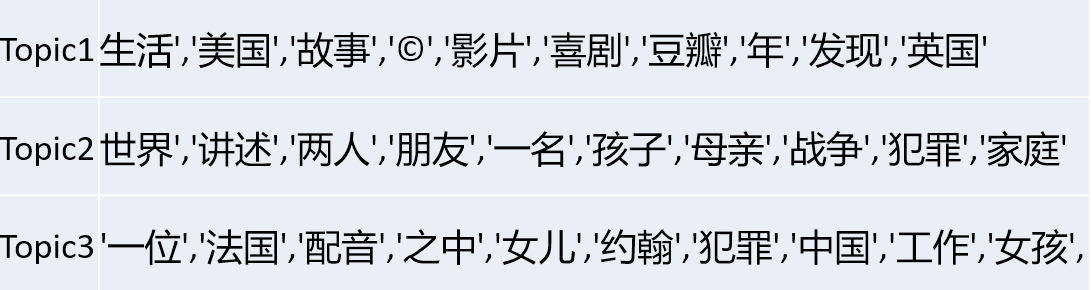 Topic1 生活','美国','故事','©','影片','喜剧','豆瓣','年','发现','英国'
Topic2 世界','讲述','两人','朋友','一名','孩子','母亲','战争','犯罪','家庭'
Topic3 '一位','法国','配音','之中','女儿','约翰','犯罪','中国','工作','女孩',